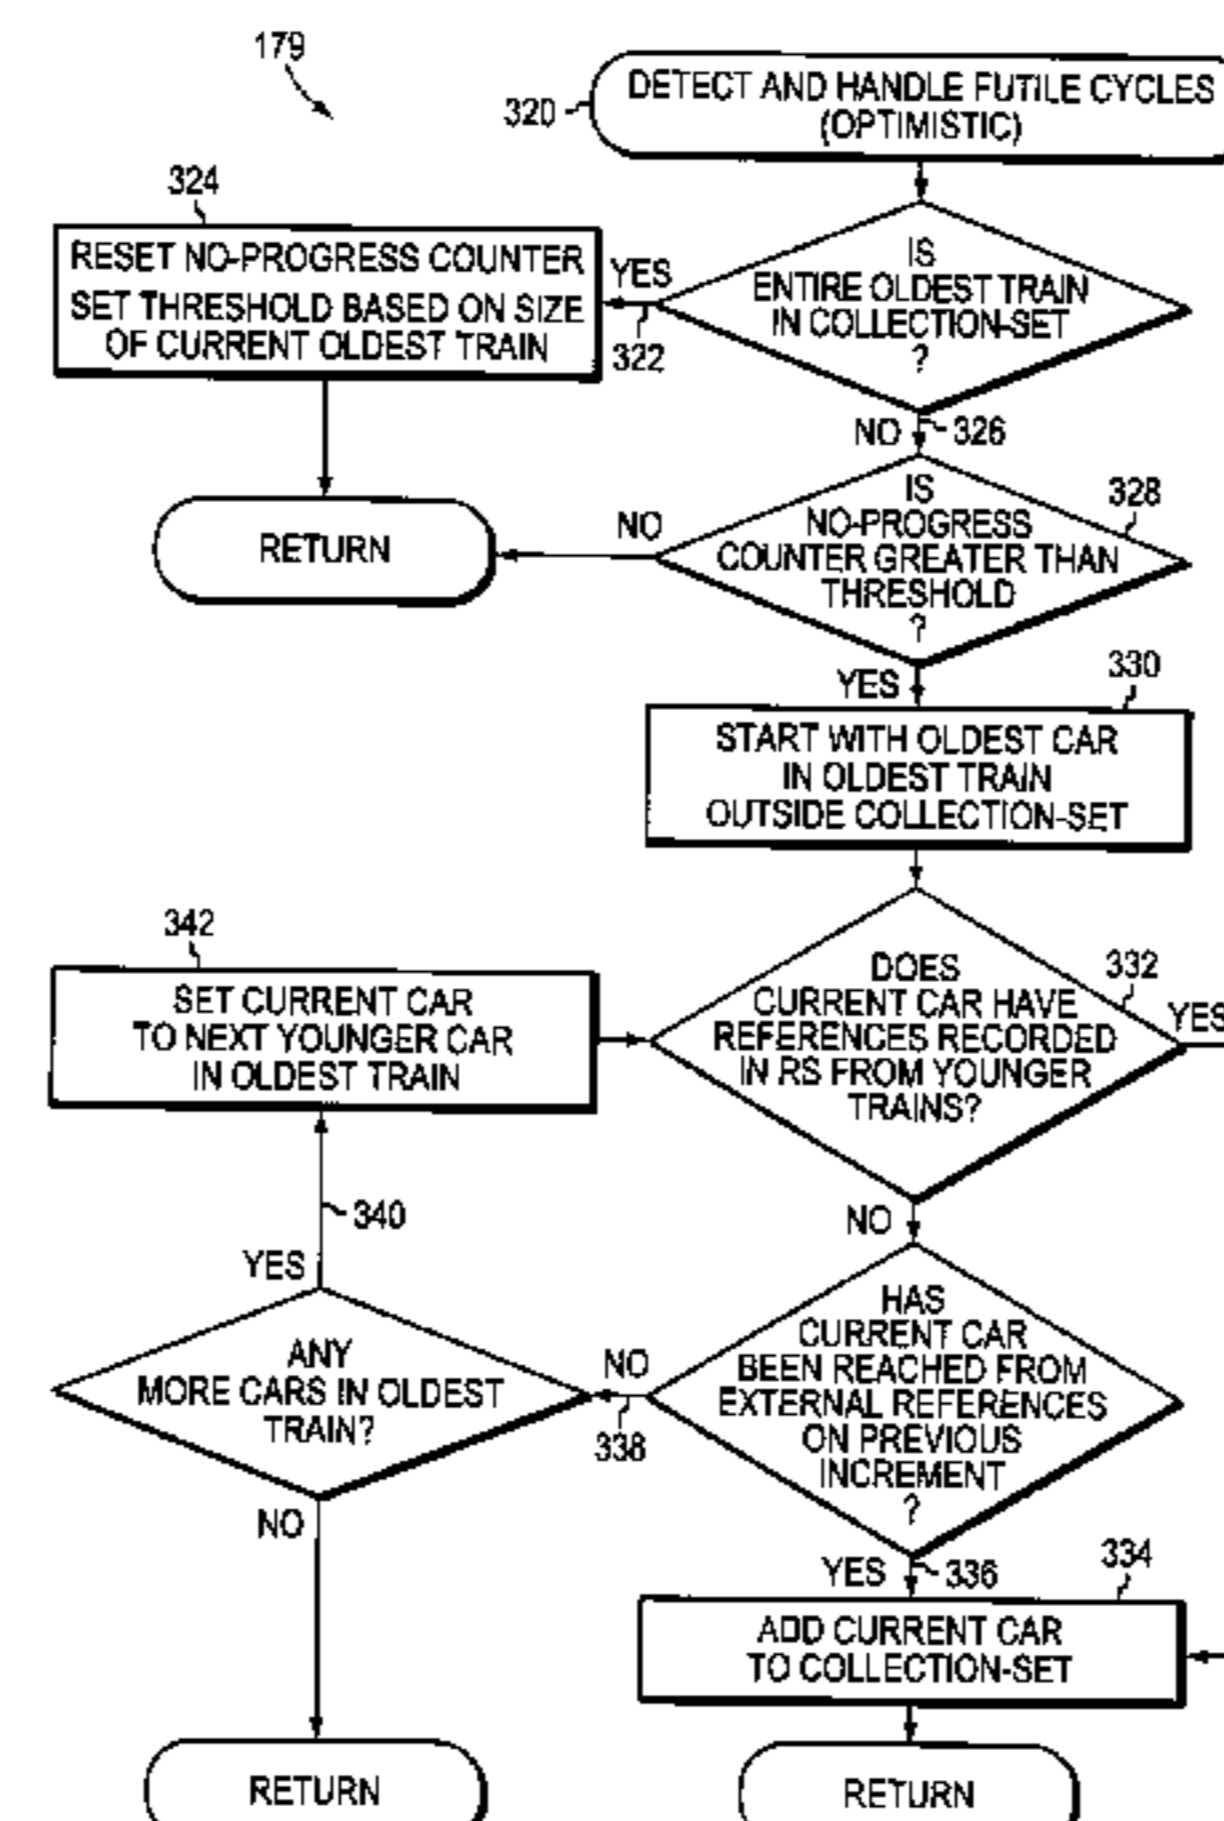 179
320
DETECT AND HANDLE FUTILE CYCLES
(OPTIMISTIC)
324
RESET NO-PROGRESS COUNTER
SET THRESHOLD BASED ON SIZE
OF CURRENT OLDEST TRAIN
YES
322
IS
ENTIRE OLDEST TRAIN
IN COLLECTION-SET
?
NO
326
RETURN
NO
IS
NO-PROGRESS
COUNTER GREATER THAN
THRESHOLD
?
328
YES
330
START WITH OLDEST CAR
IN OLDEST TRAIN
OUTSIDE COLLECTION-SET
342
SET CURRENT CAR
TO NEXT YOUNGER CAR
IN OLDEST TRAIN
DOES
CURRENT CAR HAVE
REFERENCES RECORDED
IN RS FROM YOUNGER
TRAINS?
332
YES
340
YES
NO
ANY
MORE CARS IN OLDEST
TRAIN?
NO
338
HAS
CURRENT CAR
BEEN REACHED FROM
EXTERNAL REFERENCES
ON PREVIOUS
INCREMENT
?
NO
YES
336
334
ADD CURRENT CAR
TO COLLECTION-SET
RETURN
RETURN